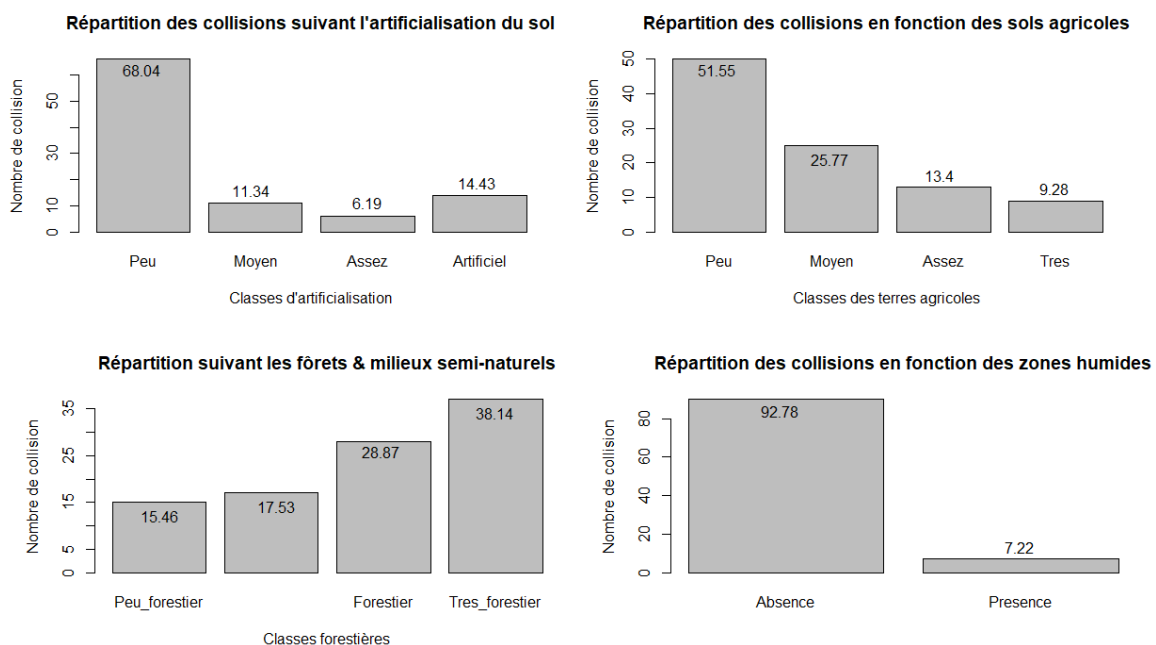 Répartition des collisions suivant l'artificialisation du sol
Nombre de collision
0
10
30
50
68.04
11.34
6.19
14.43
Peu
Moyen
Assez
Artificiel
Classes d'artificialisation
Répartition des collisions en fonction des sols agricoles
Nombre de collision
0
10
20
30
40
50
51.55
25.77
13.4
9.28
Peu
Moyen
Assez
Tres
Classes des terres agricoles
Répartition suivant les fôrets & milieux semi-naturels
Nombre de collision
0
5
15
25
35
15.46
17.53
28.87
38.14
Peu_forestier
Forestier
Tres_forestier
Classes forestières
Répartition des collisions en fonction des zones humides
Nombre de collision
0
20
40
60
80
92.78
7.22
Absence
Presence